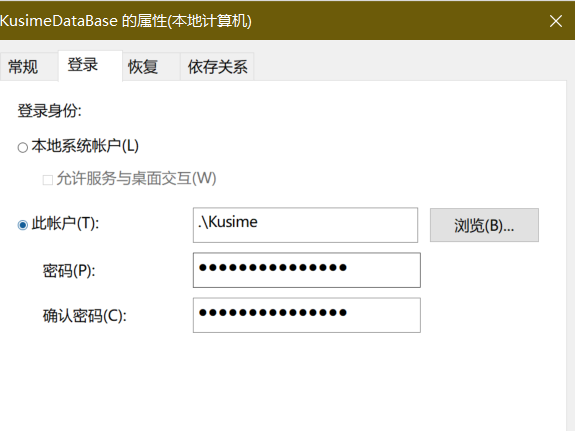 KusimeDataBase 的属性(本地计算机)
常规 登录 恢复 依存关系
登录身份:
本地系统帐户(L)
允许服务与桌面交互(W)
此帐户(T): .\Kusime 浏览(B)...
密码(P): ●●●●●●●●●●●●●●●
确认密码(C): ●●●●●●●●●●●●●●●